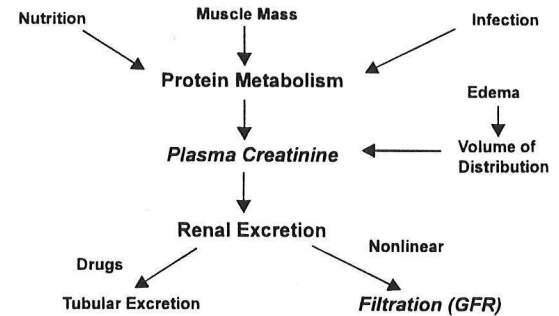 Nutrition
Muscle Mass
Infection
Protein Metabolism
Edema
Plasma Creatinine
Volume of
Distribution
Renal Excretion
Nonlinear
Drugs
Tubular Excretion
Filtration (GFR)